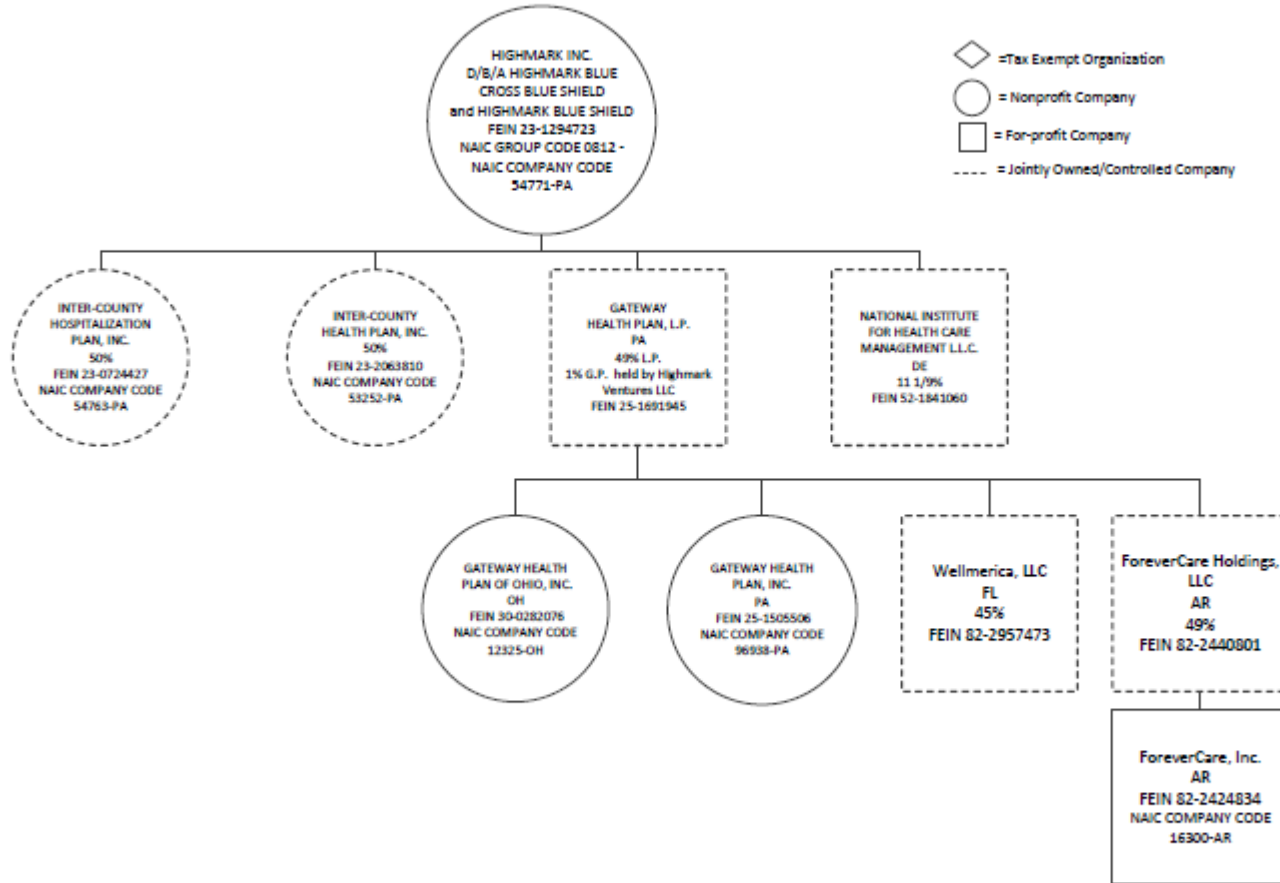 HIGHMARK INC.
D/B/A HIGHMARK BLUE
CROSS BLUE SHIELD
and HIGHMARK BLUE SHIELD
FEIN 23-1294723
NAIC GROUP CODE 0812 -
NAIC COMPANY CODE
54771-PA
=Tax Exempt Organization
= Nonprofit Company
= For-profit Company
= Jointly Owned/Controlled Company
INTER-COUNTY
HOSPITALIZATION
PLAN, INC.
50%
FEIN 23-0724427
NAIC COMPANY CODE
54763-PA
INTER-COUNTY
HEALTH PLAN, INC.
50%
FEIN 23-2063810
NAIC COMPANY CODE
53252-PA
GATEWAY
HEALTH PLAN, L.P.
PA
49% L.P.
1% G.P. held by Highmark
Ventures LLC
FEIN 25-1691945
NATIONAL INSTITUTE
FOR HEALTH CARE
MANAGEMENT L.L.C.
DE
11 1/9%
FEIN 52-1841060
GATEWAY HEALTH
PLAN OF OHIO, INC.
OH
FEIN 30-0282076
NAIC COMPANY CODE
12325-OH
GATEWAY HEALTH
PLAN, INC.
PA
FEIN 25-1505506
NAIC COMPANY CODE
96938-PA
Wellmerica, LLC
FL
45%
FEIN 82-2957473
ForeverCare Holdings,
LLC
AR
49%
FEIN 82-2440801
ForeverCare, Inc.
AR
FEIN 82-2424834
NAIC COMPANY CODE
16300-AR